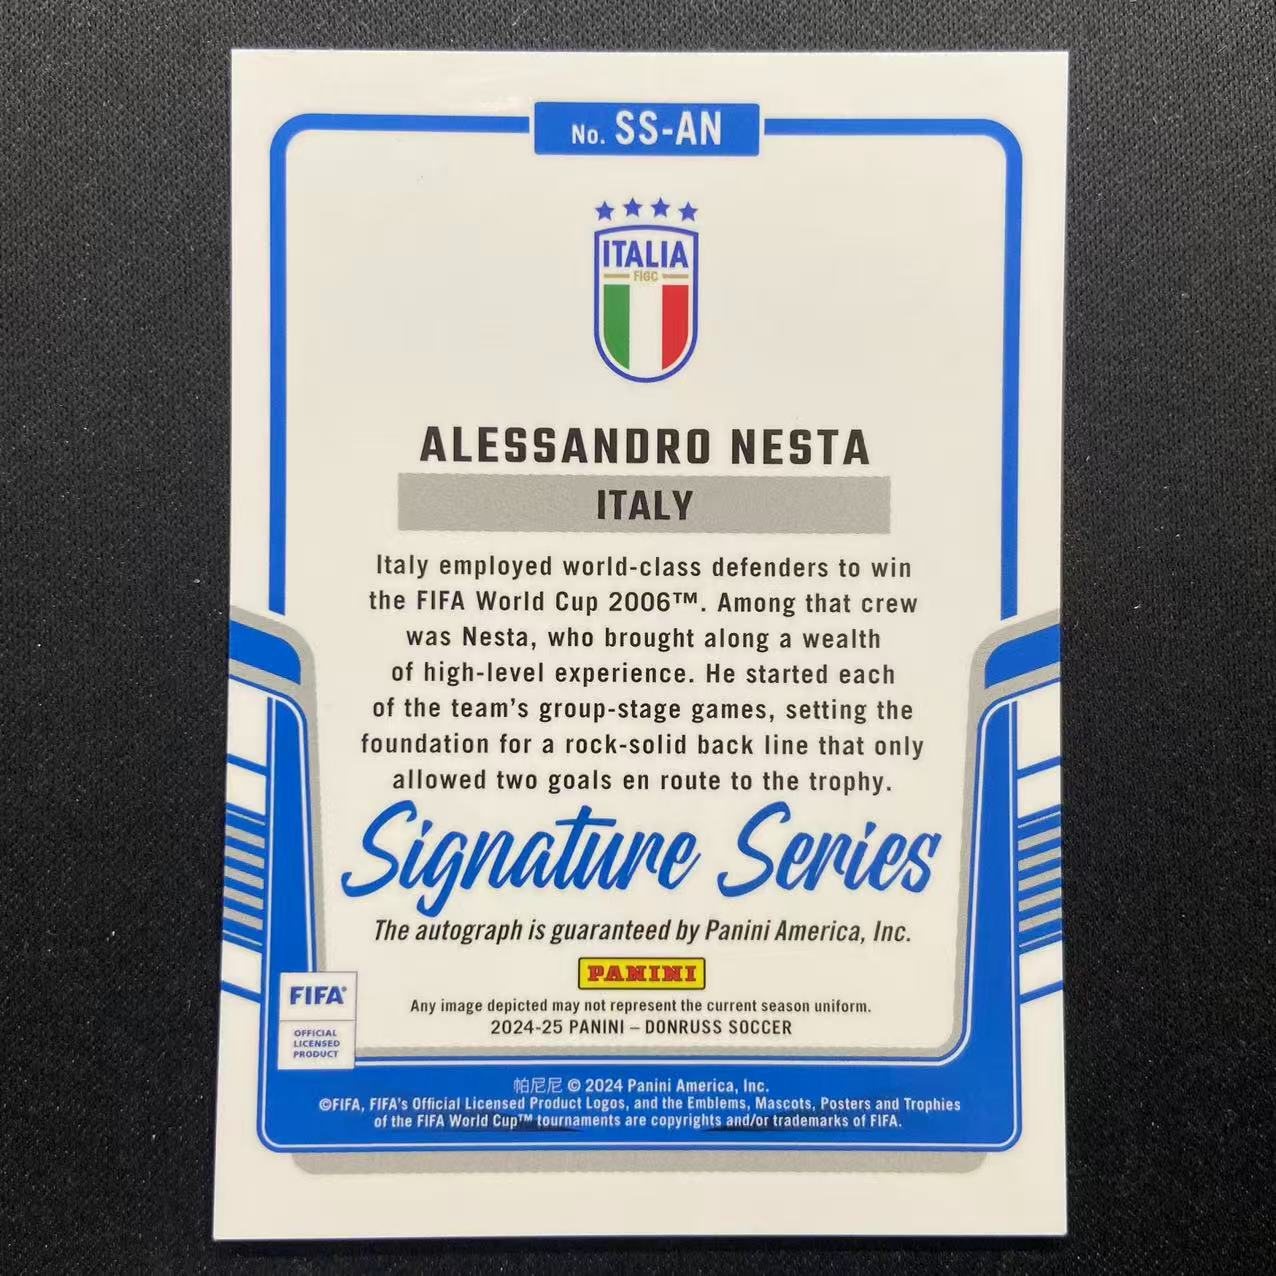 No. SS-AN
ITALIA
FIGC
ALESSANDRO NESTA
ITALY
Italy employed world-class defenders to win
the FIFA World Cup 2006™. Among that crew
was Nesta, who brought along a wealth
of high-level experience. He started each
of the team's group-stage games, setting the
foundation for a rock-solid back line that only
allowed two goals en route to the trophy.
Signature Series
The autograph is guaranteed by Panini America, Inc.
PANINI
FIFA®
OFFICIAL
LICENSED
PRODUCT
Any image depicted may not represent the current season uniform.
2024-25 PANINI – DONRUSS SOCCER
帕尼尼 © 2024 Panini America, Inc.
©FIFA, FIFA's Official Licensed Product Logos, and the Emblems, Mascots, Posters and Trophies
of the FIFA World Cup™ tournaments are copyrights and/or trademarks of FIFA.